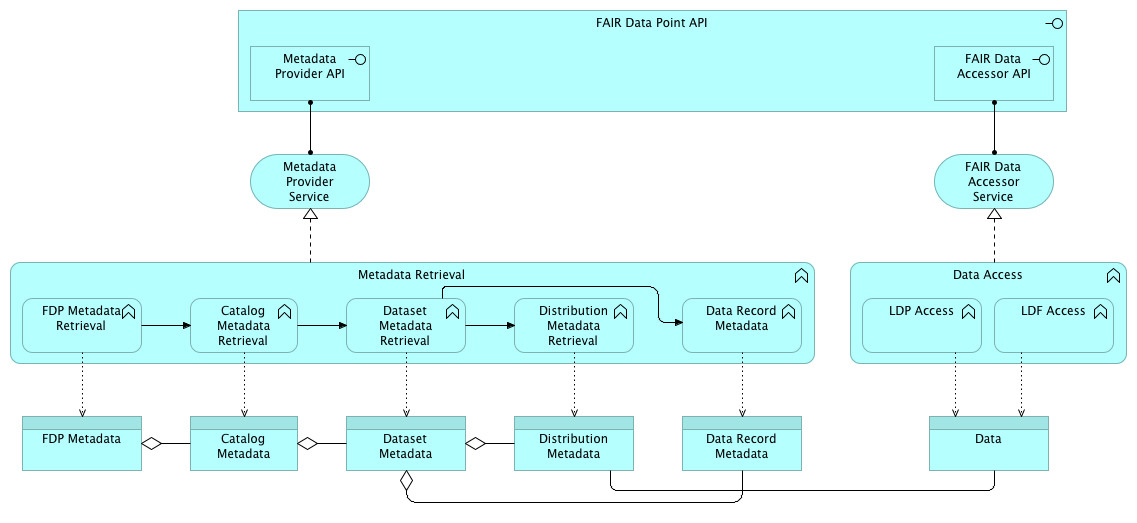 FAIR Data Point API
Metadata
Provider API
FAIR Data
Accessor API
Metadata
Provider
Service
FAIR Data
Accessor
Service
Metadata Retrieval
FDP Metadata
Retrieval
Catalog
Metadata
Retrieval
Dataset
Metadata
Retrieval
Distribution
Metadata
Retrieval
Data Record
Metadata
Data Access
LDP Access
LDF Access
FDP Metadata
Catalog
Metadata
Dataset
Metadata
Distribution
Metadata
Data Record
Metadata
Data